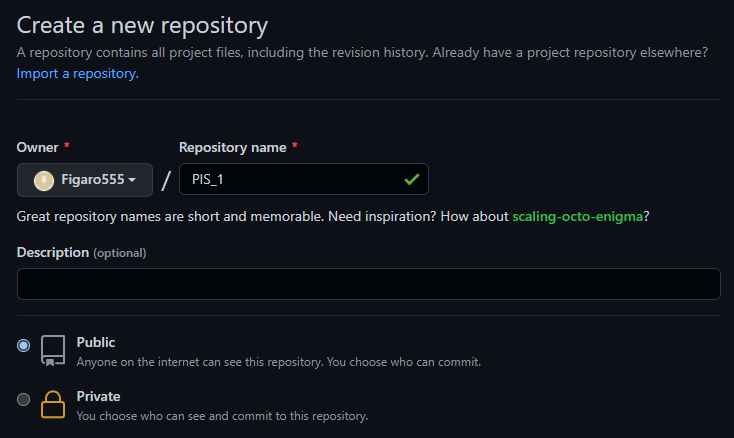 Create a new repository
A repository contains all project files, including the revision history. Already have a project repository elsewhere?
Import a repository.
Owner * Repository name *
Figaro555 / PIS_1
Great repository names are short and memorable. Need inspiration? How about scaling-octo-enigma?
Description (optional)
Public
Anyone on the internet can see this repository. You choose who can commit.
Private
You choose who can see and commit to this repository.